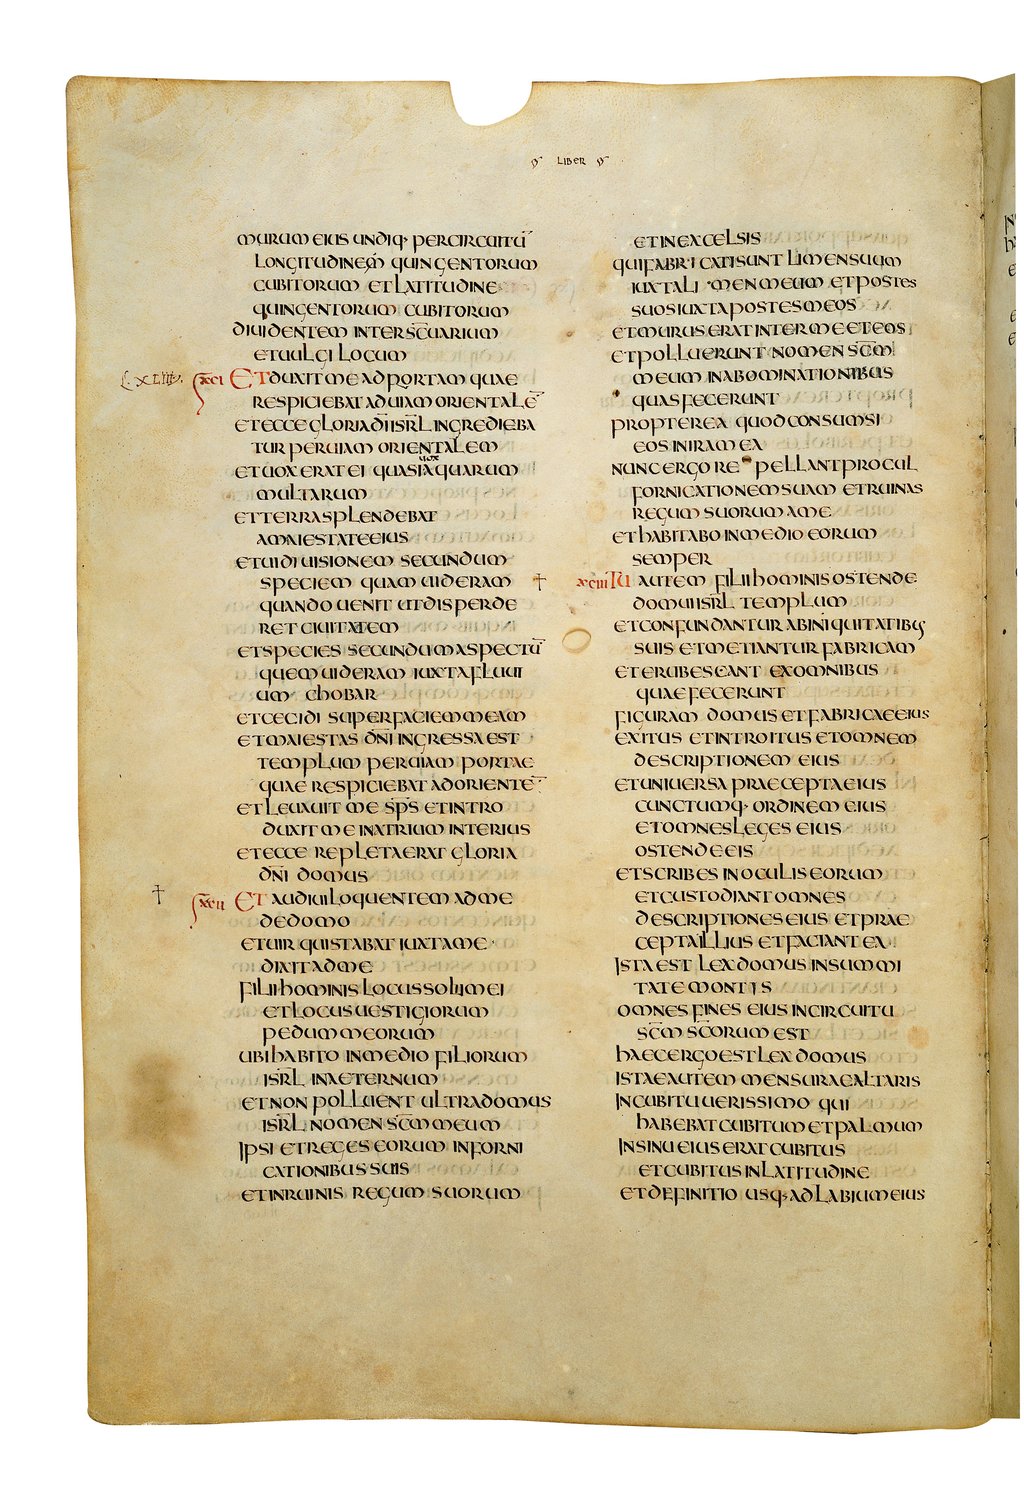 LIBER
MURUM EIUS UNDIQ· PERCIRCUITŪ
LONGITUDINEM QUINGENTORUM
CUBITORUM ET LATITUDINE
QUINGENTORUM CUBITORUM
DIUIDENTEM INTER SC̄UARIUM
ET UULGI LOCUM
C. XLIIII. XCI ET DUXIT ME AD PORTAM QUAE
RESPICIEBAT AD UIAM ORIENTALĒ
ET ECCE GLORIA DĪ ISRL̄ INGREDIEBA
TUR PER UIAM ORIENTALEM
ET UOX ERAT EI QUASI UOX AQUARUM
MULTARUM
ET TERRA SPLENDEBAT
A MAIESTATE EIUS
ET UIDI UISIONEM SECUNDUM
SPECIEM QUAM UIDERAM
QUANDO UENIT UT DISPERDE
RET CIUITATEM
ET SPECIES SECUNDUM ASPECTŪ
QUEM UIDERAM IUXTA FLUUI
UM CHOBAR
ET CECIDI SUPER FACIEM MEAM
ET MAIESTAS DN̄I INGRESSA EST
TEMPLUM PER UIAM PORTAE
QUAE RESPICIEBAT AD ORIENTĒ
ET LEUAUIT ME SPS̄ ET INTRO
DUXIT ME IN ATRIUM INTERIUS
ET ECCE REPLETA ERAT GLORIA
DN̄I DOMUS
XCII ET AUDIUI LOQUENTEM AD ME
DE DOMO
ET UIR QUI STABAT IUXTA ME
DIXIT AD ME
FILI HOMINIS LOCUS SOLII MEI
ET LOCUS UESTIGIORUM
PEDUM MEORUM
UBI HABITO IN MEDIO FILIORUM
ISRL̄ IN AETERNUM
ET NON POLLUENT ULTRA DOMUS
ISRL̄ NOMEN SC̄M MEUM
IPSI ET REGES EORUM IN FORNI
CATIONIBUS SUIS
ET IN RUINIS REGUM SUORUM
ET IN EXCELSIS
QUI FABRICATI SUNT LIMEN SUUM
IUXTA LIMEN MEUM ET POSTES
SUOS IUXTA POSTES MEOS
ET MURUS ERAT INTER ME ET EOS
ET POLLUERUNT NOMEN SC̄M
MEUM IN ABOMINATIONIBUS
QUAS FECERUNT
PROPTEREA QUOD CONSUMSI
EOS IN IRA MEA
NUNC ERGO REPELLANT PROCUL
FORNICATIONEM SUAM ET RUINAS
REGUM SUORUM A ME
ET HABITABO IN MEDIO EORUM
SEMPER
XCIII TU AUTEM FILI HOMINIS OSTENDE
DOMUI ISRL̄ TEMPLUM
ET CONFUNDANTUR AB INIQUITATIBUS
SUIS ET METIANTUR FABRICAM
ET ERUBESCANT EX OMNIBUS
QUAE FECERUNT
FIGURAM DOMUS ET FABRICAE EIUS
EXITUS ET INTROITUS ET OMNEM
DESCRIPTIONEM EIUS
ET UNIUERSA PRAECEPTA EIUS
CUNCTUMQ· ORDINEM EIUS
ET OMNES LEGES EIUS
OSTENDE EIS
ET SCRIBES IN OCULIS EORUM
ET CUSTODIANT OMNES
DESCRIPTIONES EIUS ET PRAE
CEPTA ILLIUS ET FACIANT EA
ISTA EST LEX DOMUS IN SUMMI
TATE MONTIS
OMNES FINES EIUS IN CIRCUITU
SC̄M SC̄ORUM EST
HAEC ERGO EST LEX DOMUS
ISTAE AUTEM MENSURAE ALTARIS
IN CUBITU UERISSIMO QUI
HABEBAT CUBITUM ET PALMUM
IN SINU EIUS ERAT CUBITUS
ET CUBITUS IN LATITUDINE
ET DEFINITIO USQ· AD LABIUM EIUS